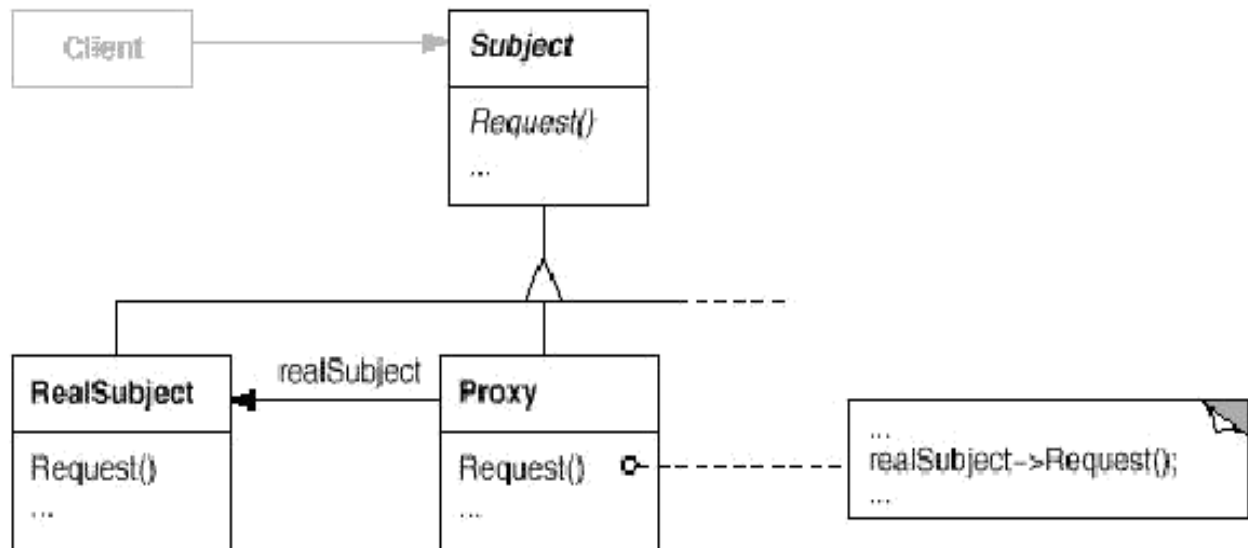 Client
Subject
Request()
...
realSubject
RealSubject
Request()
...
Proxy
Request()
...
...
realSubject->Request();
...